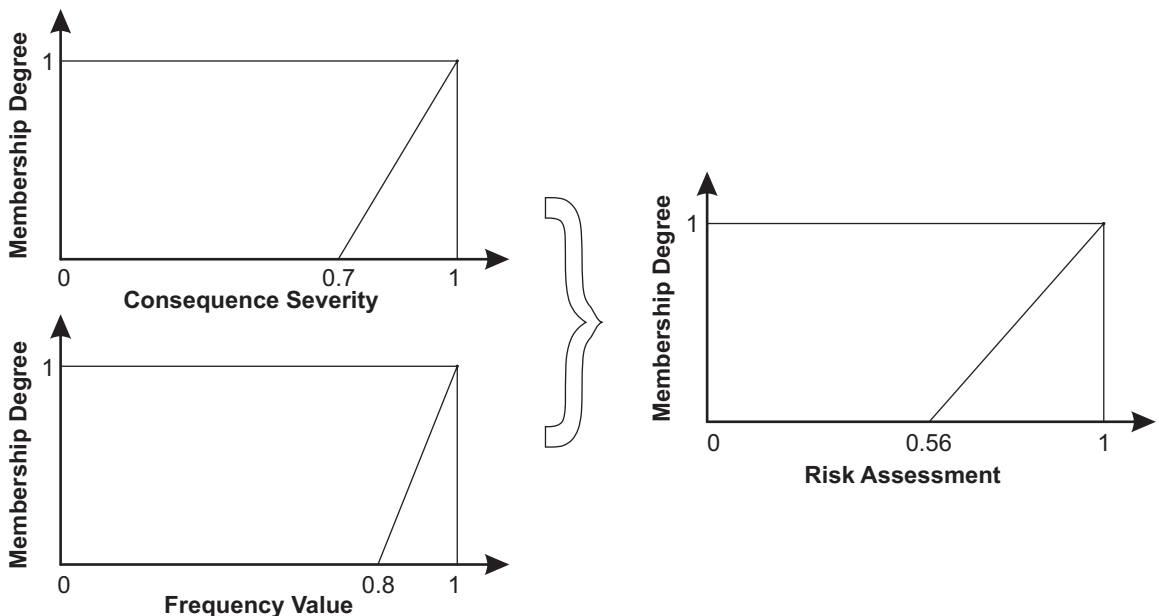 Membership Degree
1
0
0.7
1
Consequence Severity
Membership Degree
1
0
0.8
1
Frequency Value
Membership Degree
1
0
0.56
1
Risk Assessment